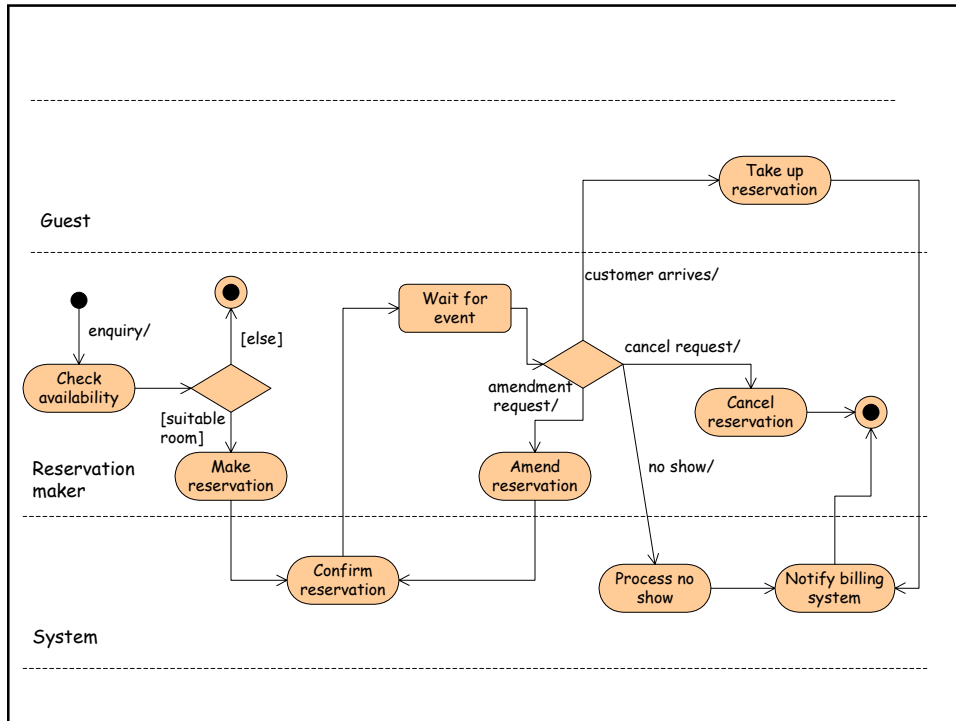 Take up
reservation
Guest
customer arrives/
Wait for
event
enquiry/
[else]
cancel request/
Check
availability
amendment
request/
Cancel
reservation
[suitable
room]
Reservation
maker
Make
reservation
Amend
reservation
no show/
Confirm
reservation
Process no
show
Notify billing
system
System